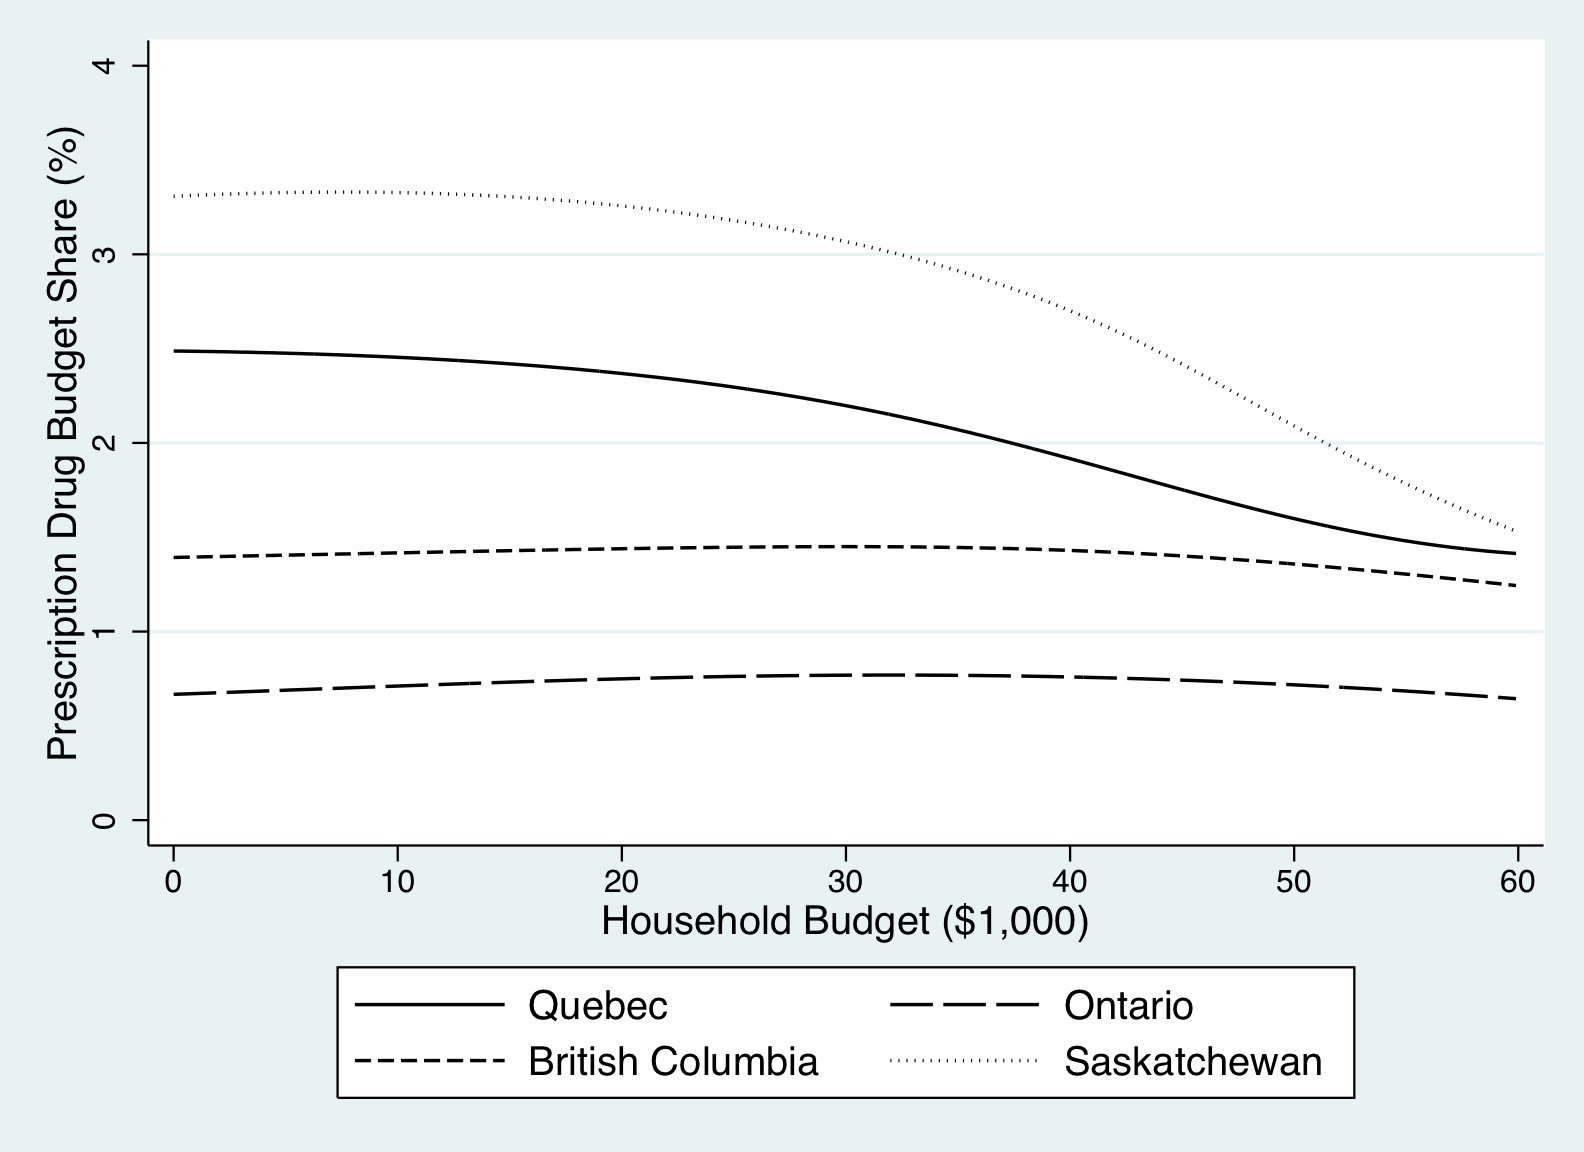 Prescription Drug Budget Share (%)
4
3
2
1
0
0 10 20 30 40 50 60
Household Budget ($1,000)
Quebec Ontario
British Columbia Saskatchewan